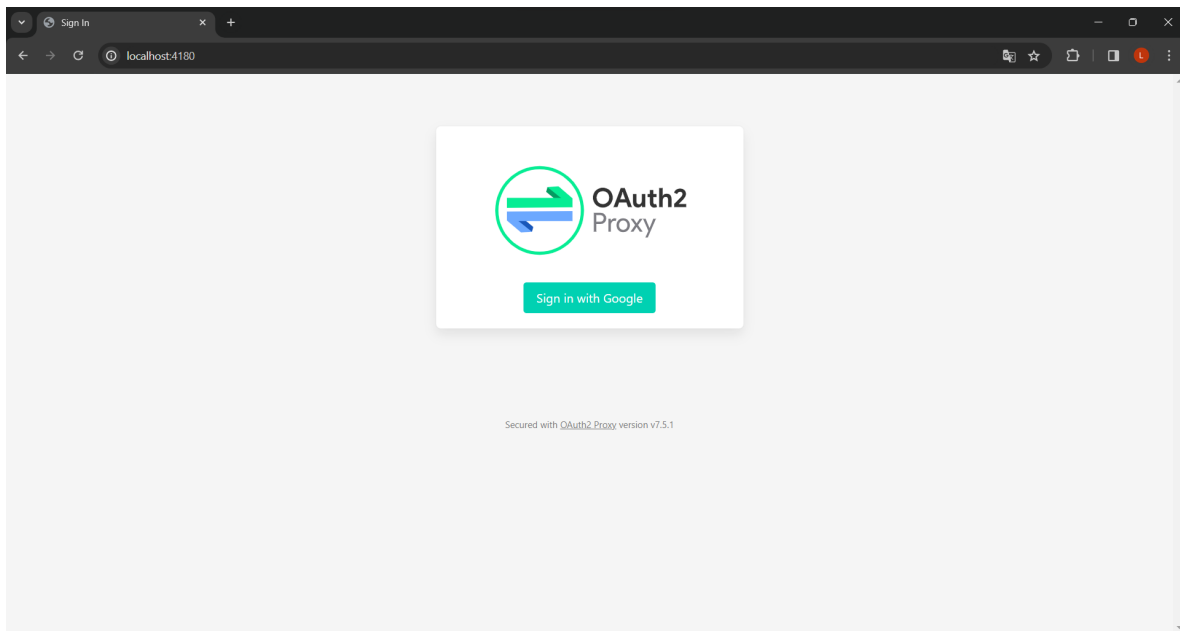 Sign In
localhost:4180
L
OAuth2
Proxy
Sign in with Google
Secured with OAuth2 Proxy version v7.5.1